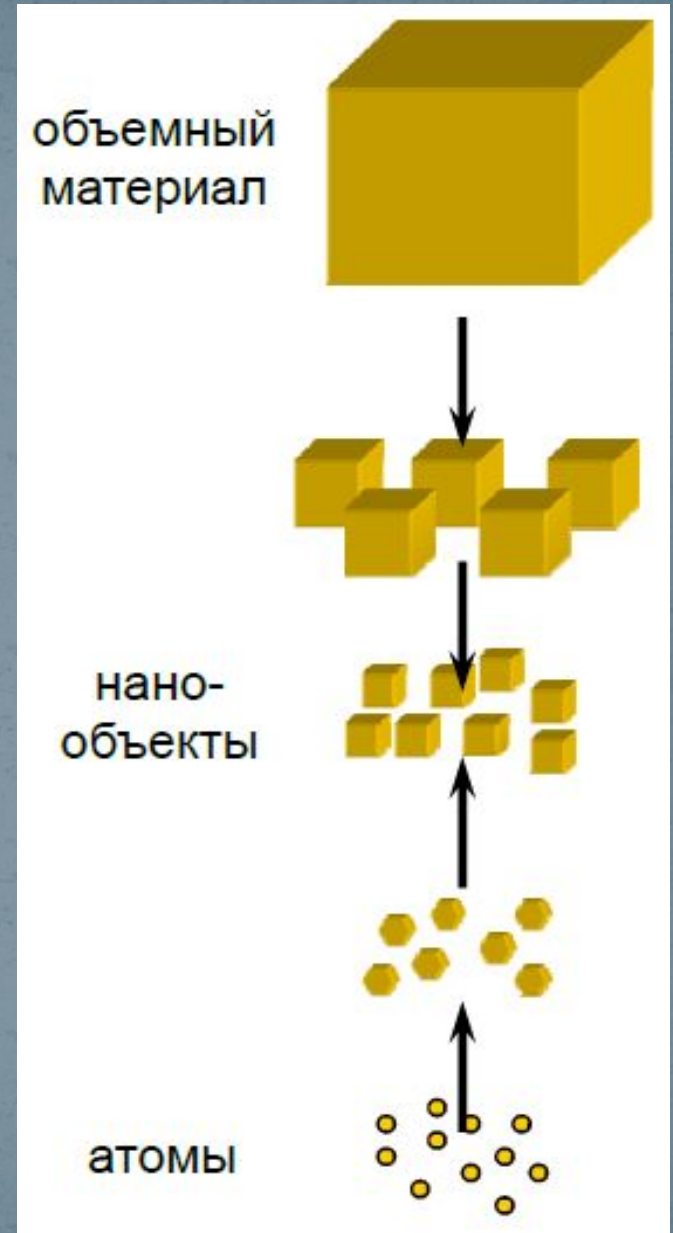 объемный
материал
нано-
объекты
атомы